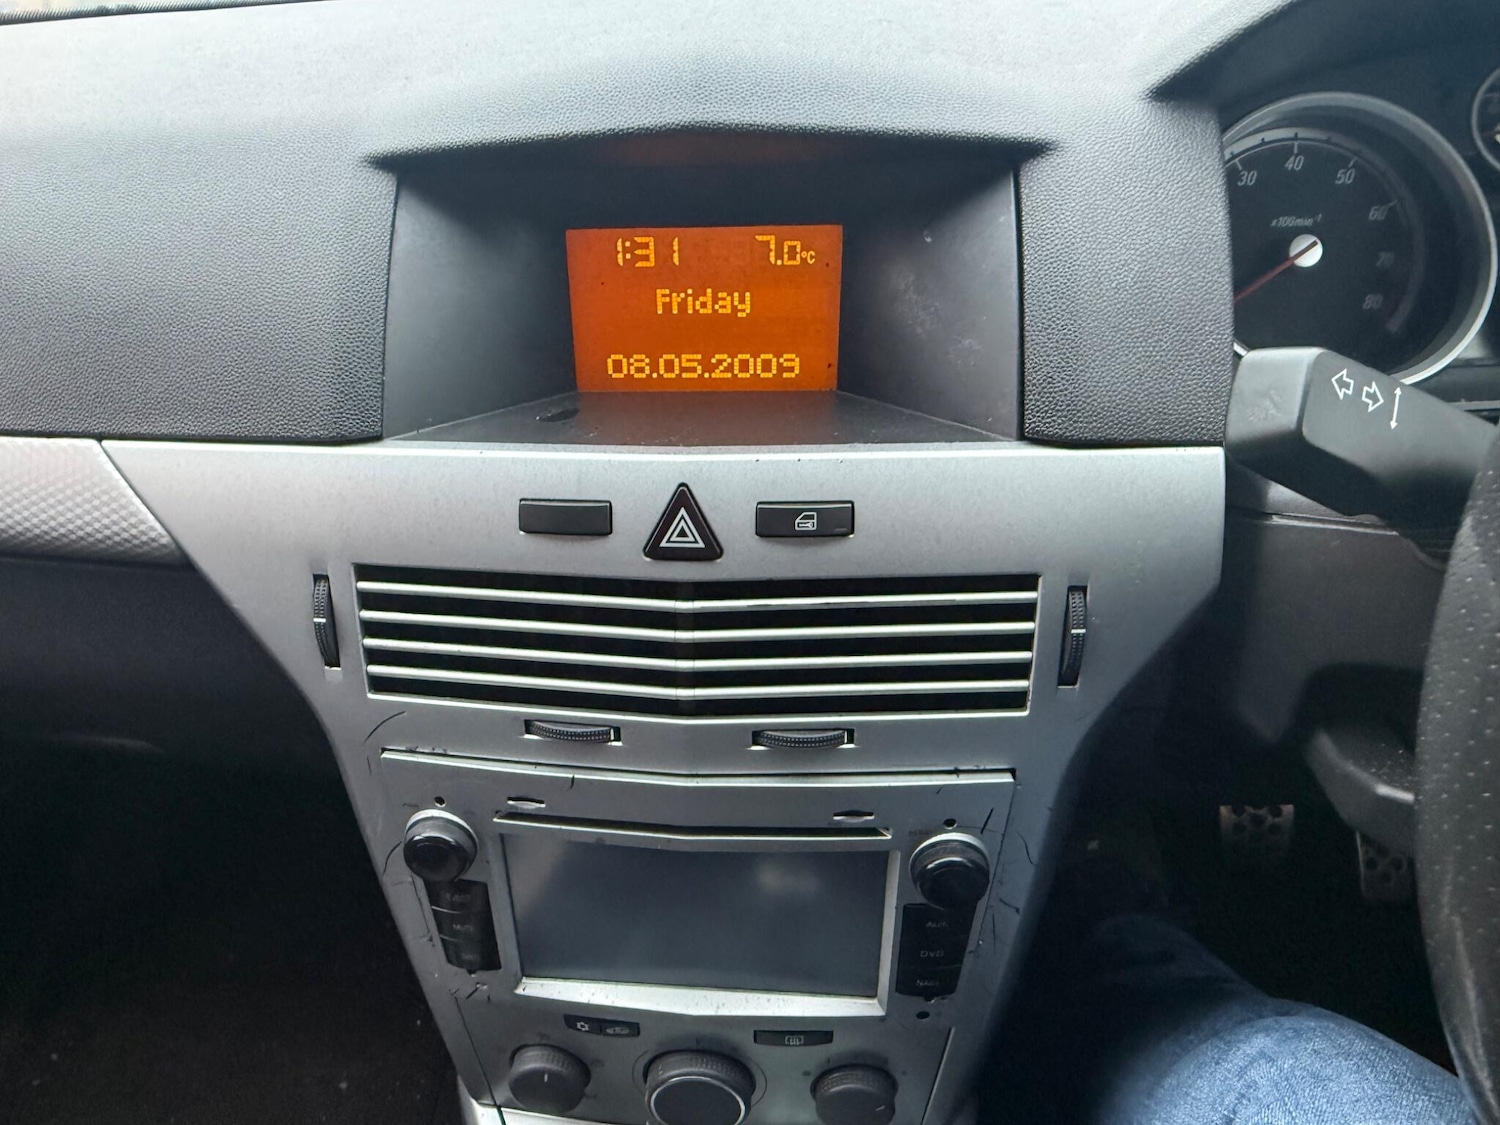 1:31 7.0°C
Friday
08.05.2009
30 40 50 60 70 80
x100min⁻¹
MUTE
AUX
DVD
NAVI